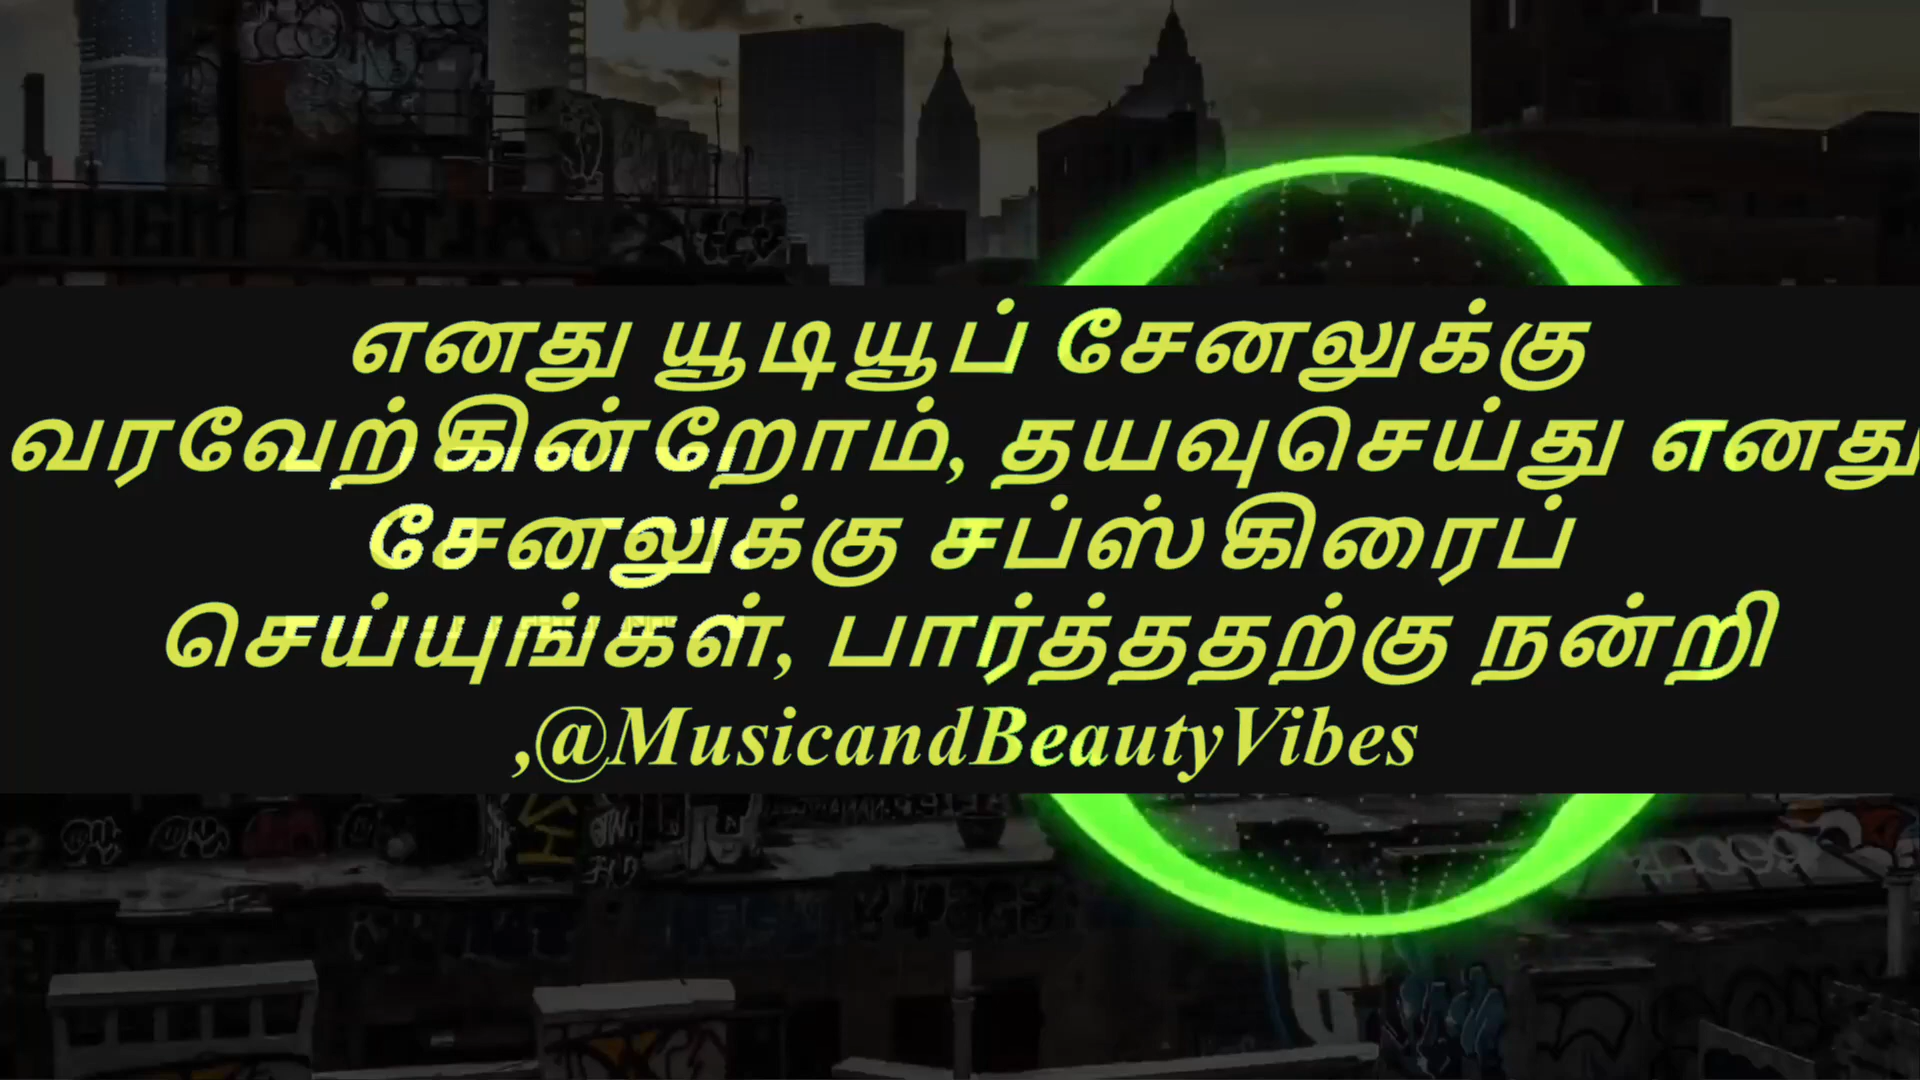 எனது யூடியூப் சேனலுக்கு
வரவேற்கின்றோம், தயவுசெய்து எனது
சேனலுக்கு சப்ஸ்கிரைப்
செய்யுங்கள், பார்த்ததற்கு நன்றி
,@MusicandBeautyVibes